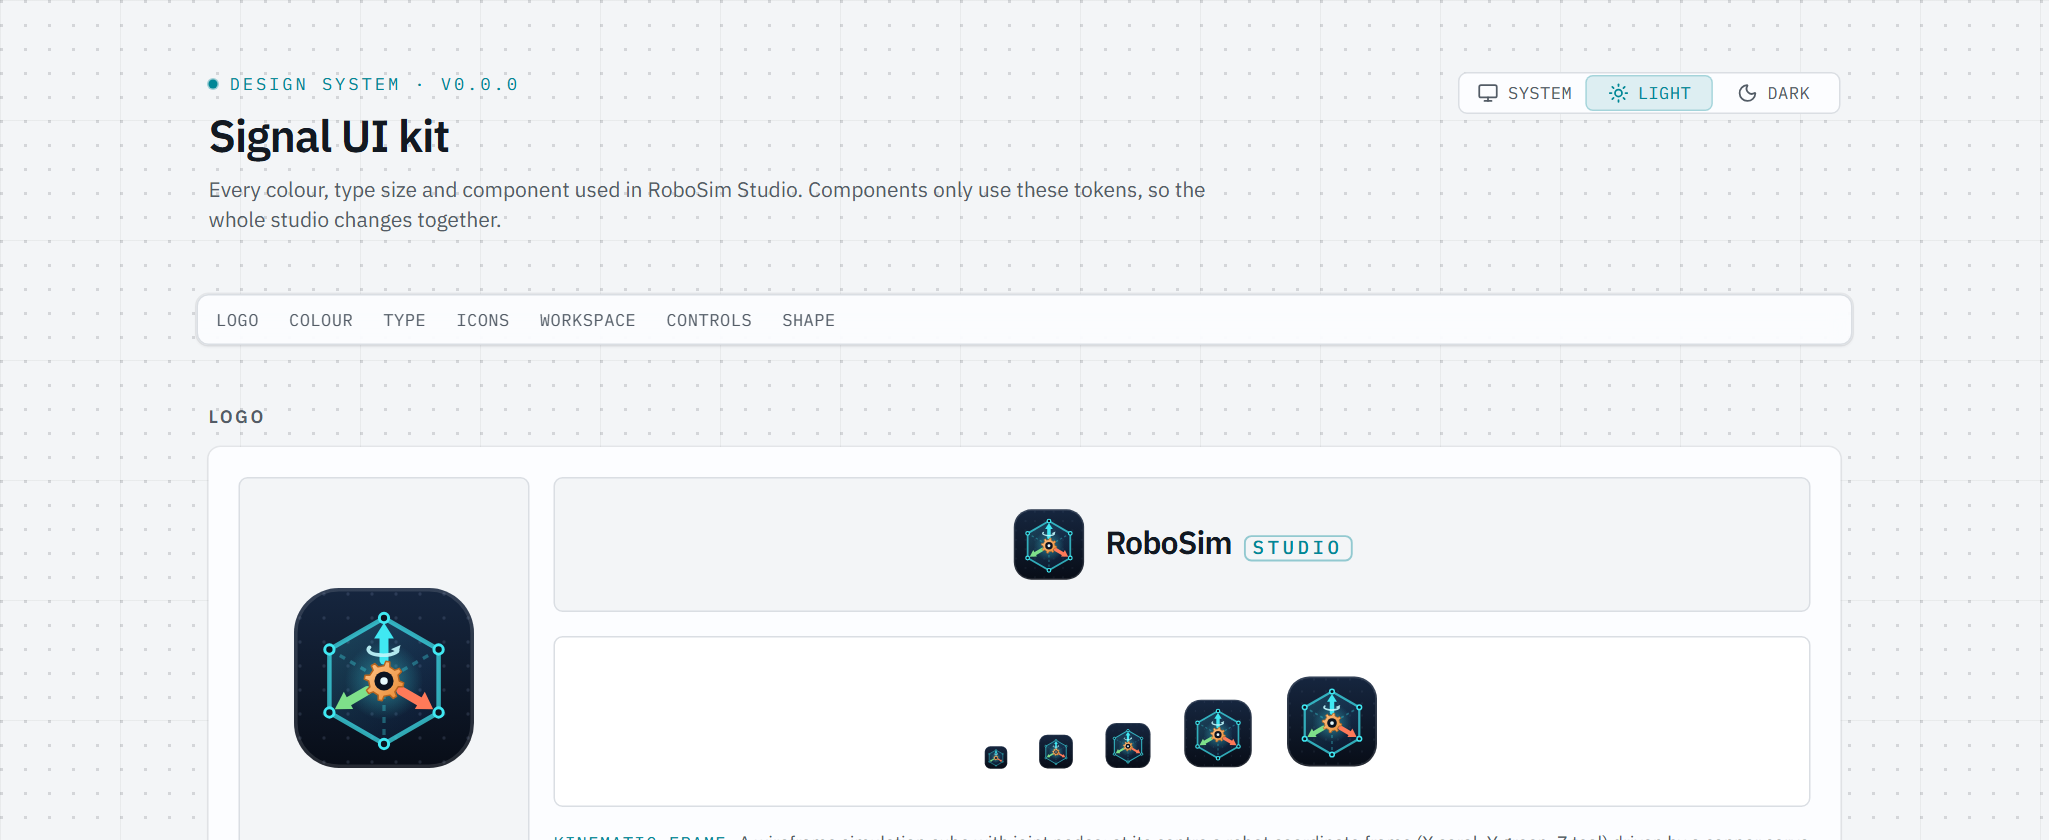 DESIGN SYSTEM · V0.0.0
SYSTEM
LIGHT
DARK
Signal UI kit
Every colour, type size and component used in RoboSim Studio. Components only use these tokens, so the
whole studio changes together.
LOGO
COLOUR
TYPE
ICONS
WORKSPACE
CONTROLS
SHAPE
LOGO
RoboSim STUDIO